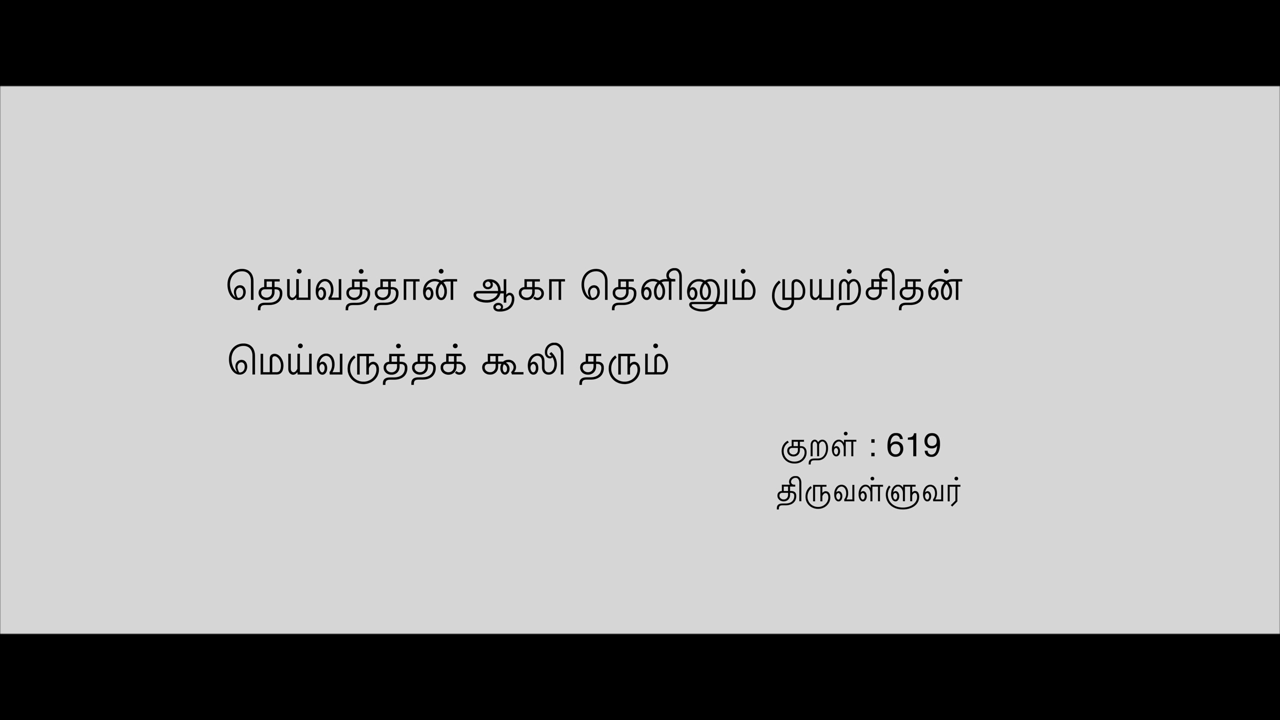 தெய்வத்தான் ஆகா தெனினும் முயற்சிதன்
மெய்வருத்தக் கூலி தரும்
குறள் : 619
திருவள்ளுவர்